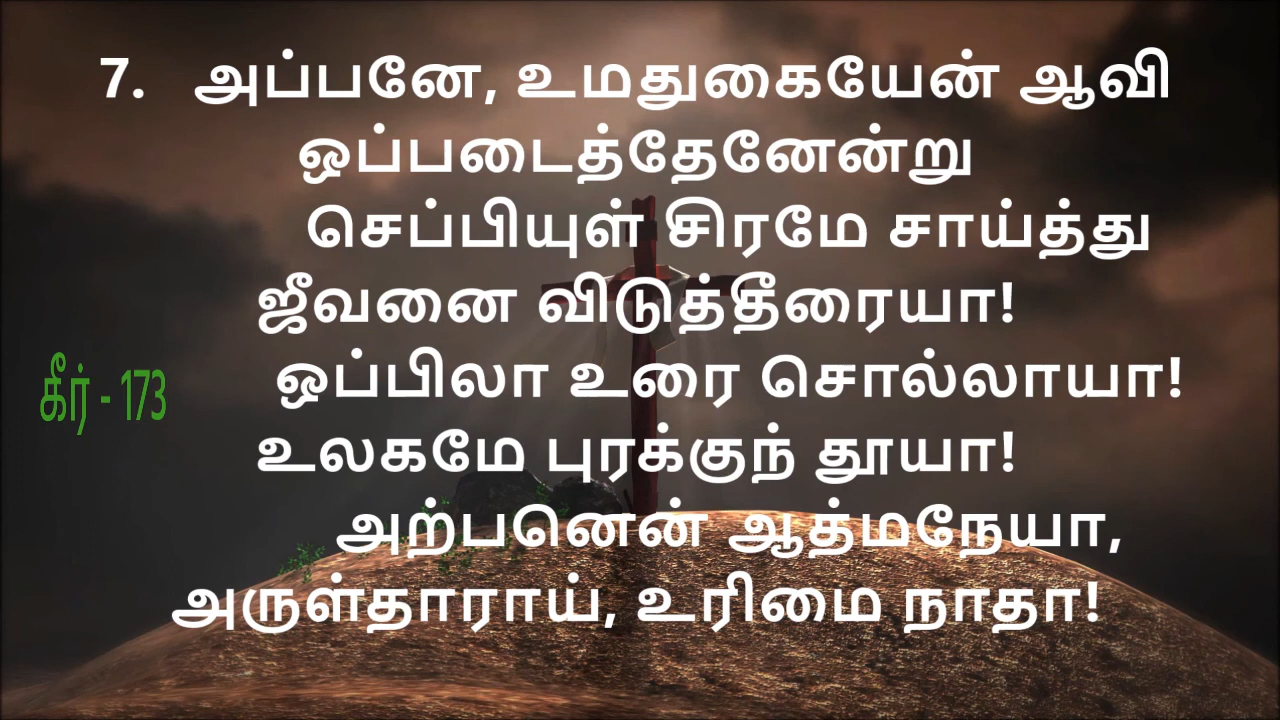 7. அப்பனே, உமதுகையேன் ஆவி
ஒப்படைத்தேனேன்று
செப்பியுள் சிரமே சாய்த்து
ஜீவனை விடுத்தீரையா!
ஒப்பிலா உரை சொல்லாயா!
கீர் - 173
உலகமே புரக்குந் தூயா!
அற்பனென் ஆத்மநேயா,
அருள்தாராய், உரிமை நாதா!